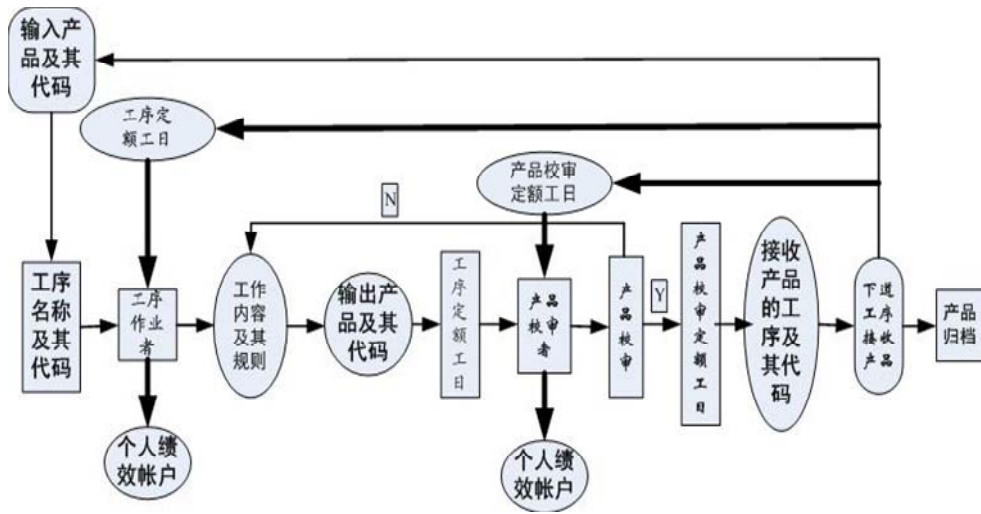 输入产
品及其
代码
工序定
额工日
产品校审
定额工日
N
工序
名称
及其
代码
工序
作业
者
工作
内容
及其
规则
输出产
品及其
代码
工序定额工日
产品
校审
者
产品校审
Y
产品校审定额工日
接收
产品
的工
序及
其代
码
下道
工序
接收
产品
产品
归档
个人绩
效帐户
个人绩
效帐户